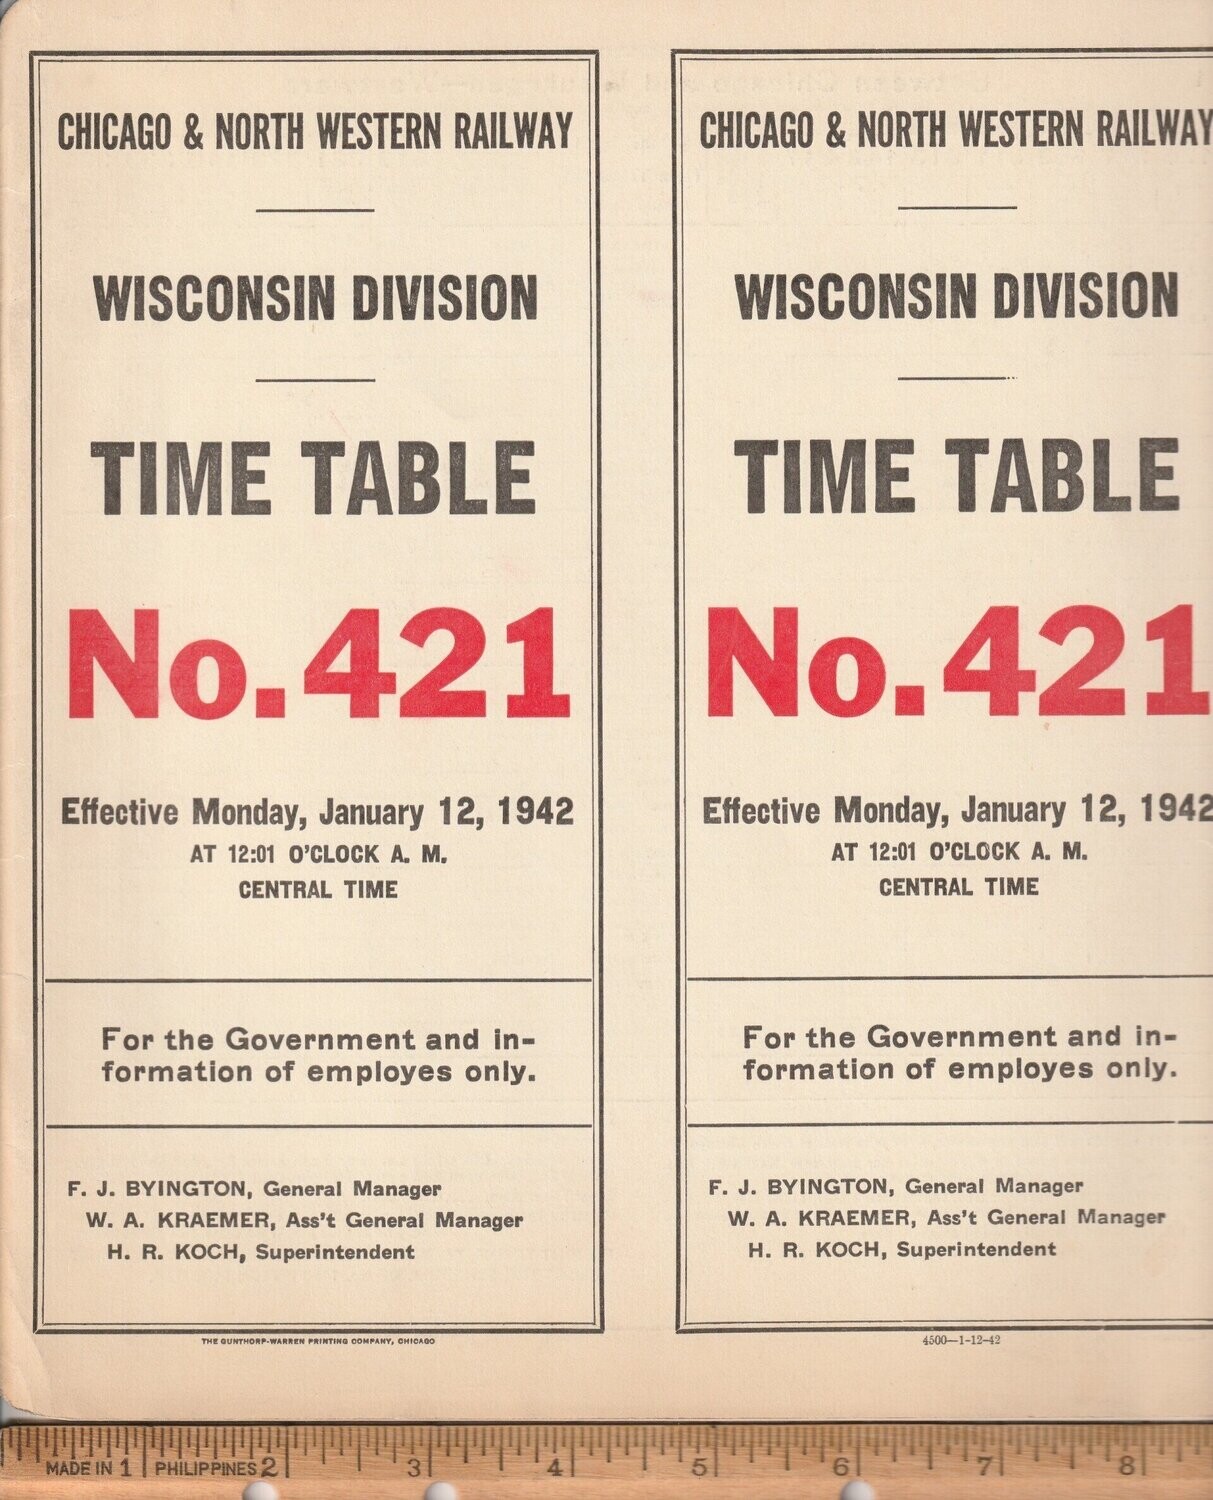 CHICAGO & NORTH WESTERN RAILWAY
WISCONSIN DIVISION
TIME TABLE
No. 421
Effective Monday, January 12, 1942
AT 12:01 O'CLOCK A. M.
CENTRAL TIME
For the Government and in-
formation of employes only.
F. J. BYINGTON, General Manager
W. A. KRAEMER, Ass't General Manager
H. R. KOCH, Superintendent
THE GUNTHORP-WARREN PRINTING COMPANY, CHICAGO
CHICAGO & NORTH WESTERN RAILWAY
WISCONSIN DIVISION
TIME TABLE
No. 421
Effective Monday, January 12, 1942
AT 12:01 O'CLOCK A. M.
CENTRAL TIME
For the Government and in-
formation of employes only.
F. J. BYINGTON, General Manager
W. A. KRAEMER, Ass't General Manager
H. R. KOCH, Superintendent
4500—1-12-42
MADE IN 1 PHILIPPINES 2 3 4 5 6 7 8